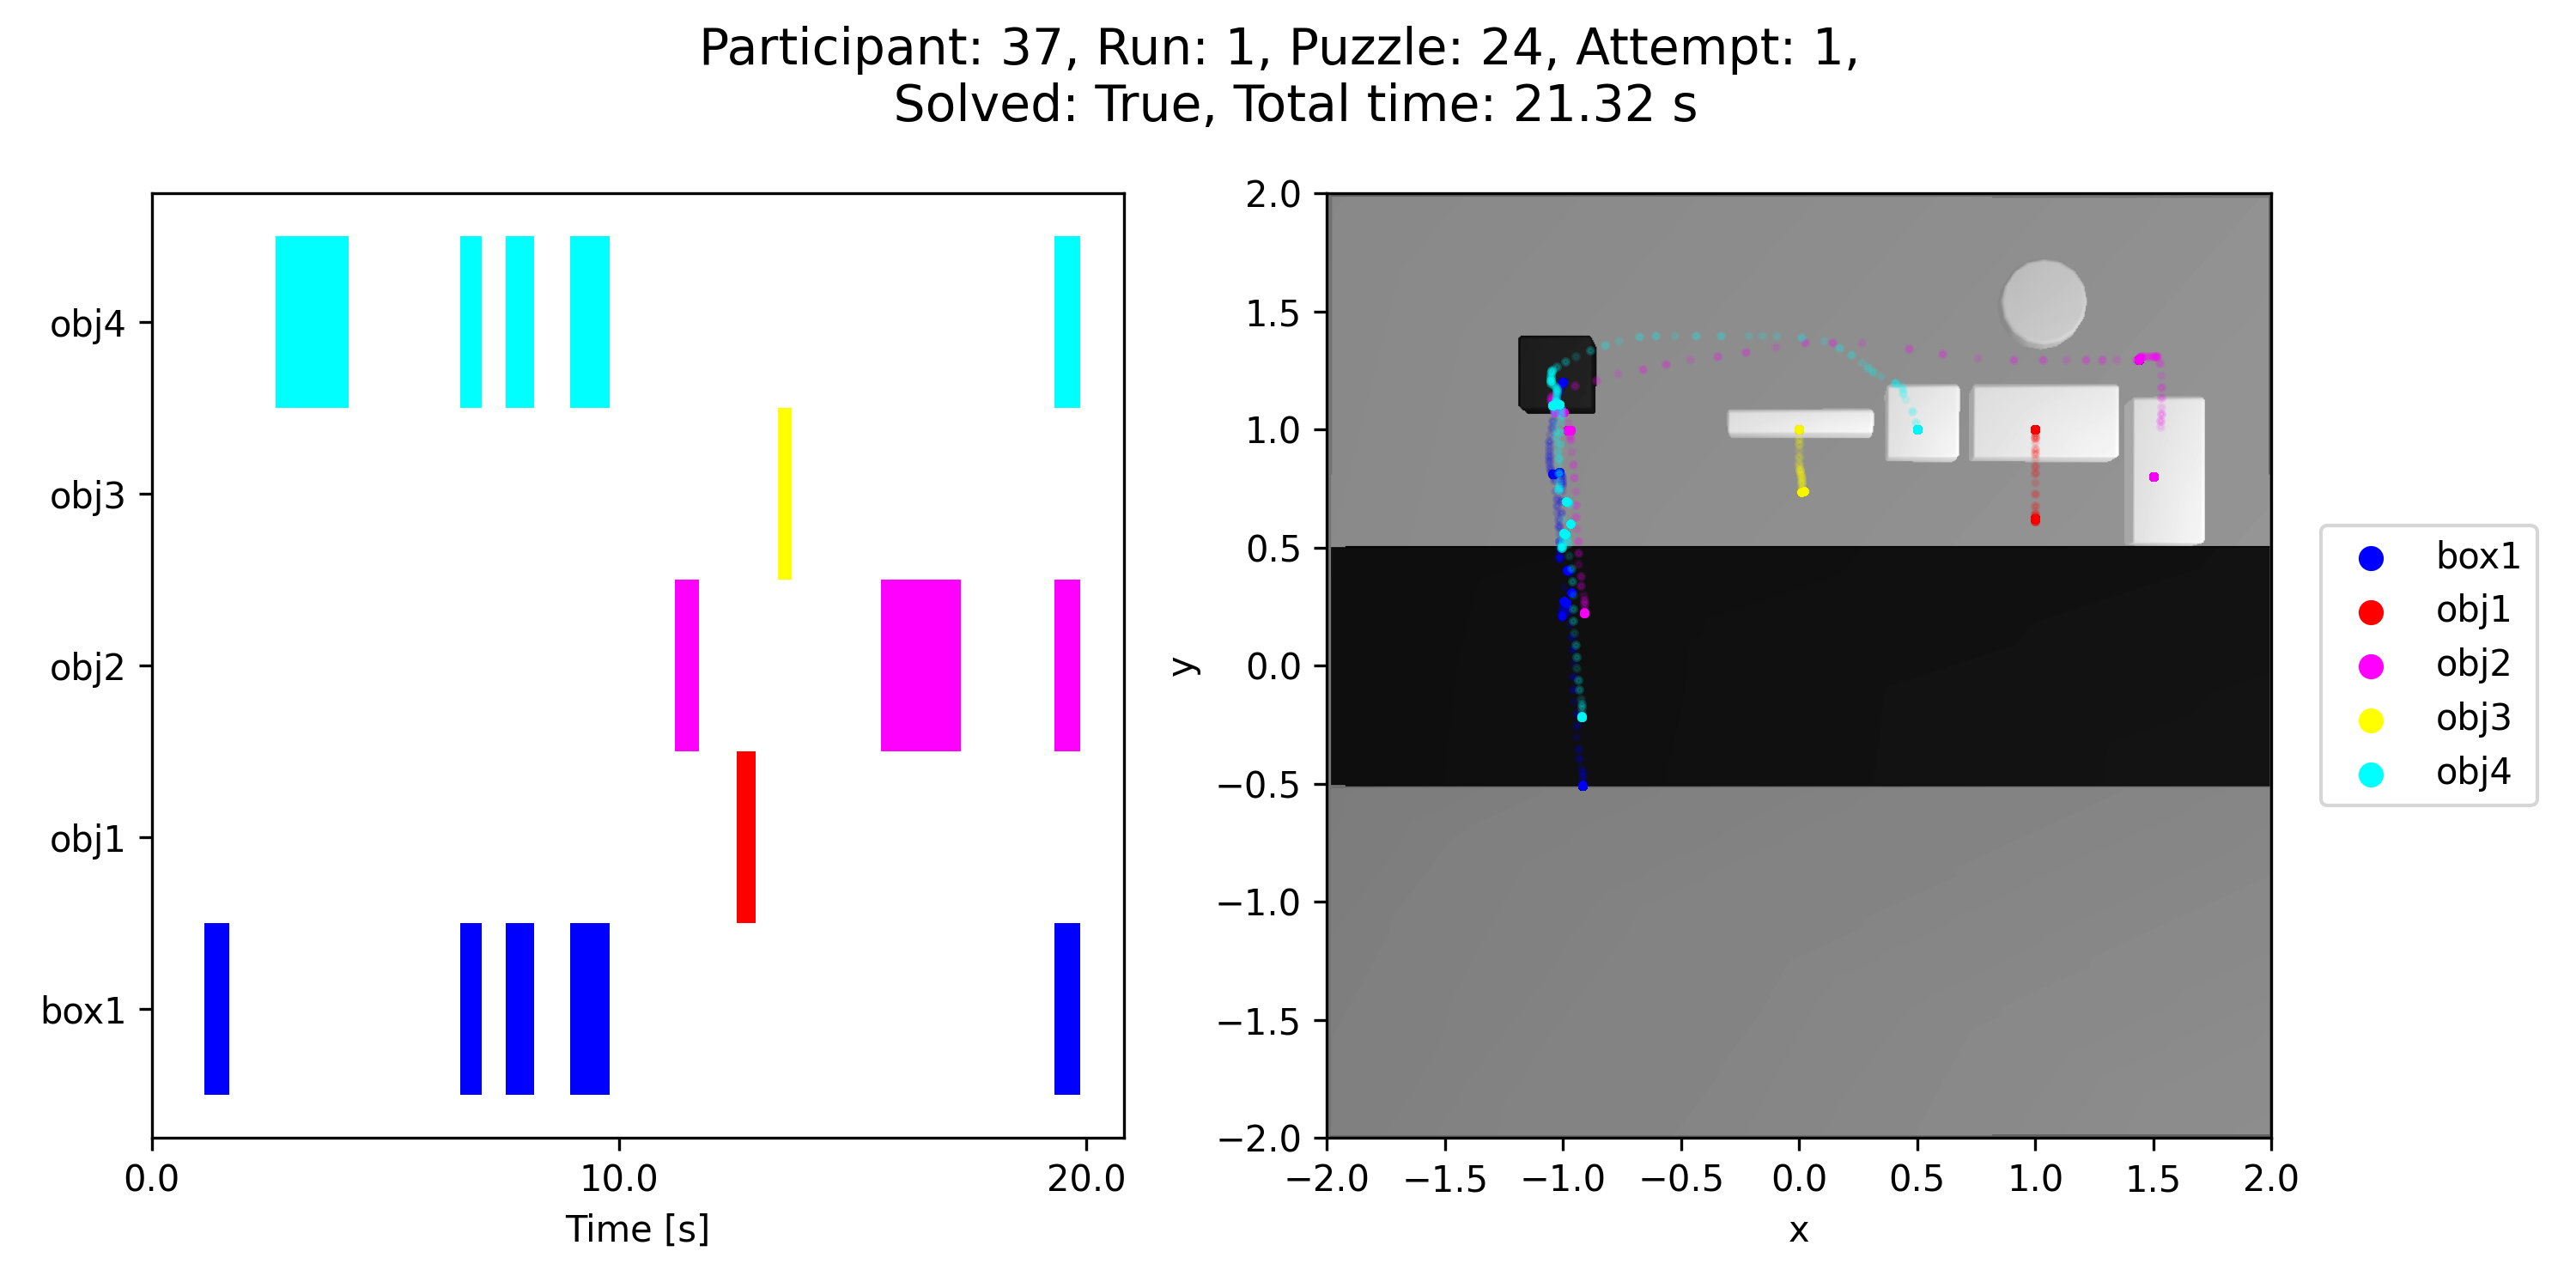 Participant: 37, Run: 1, Puzzle: 24, Attempt: 1,
Solved: True, Total time: 21.32 s
obj4
obj3
obj2
obj1
box1
0.0 10.0 20.0
Time [s]
2.0
1.5
1.0
0.5
0.0
−0.5
−1.0
−1.5
−2.0
y
−2.0 −1.5 −1.0 −0.5 0.0 0.5 1.0 1.5 2.0
x
box1
obj1
obj2
obj3
obj4